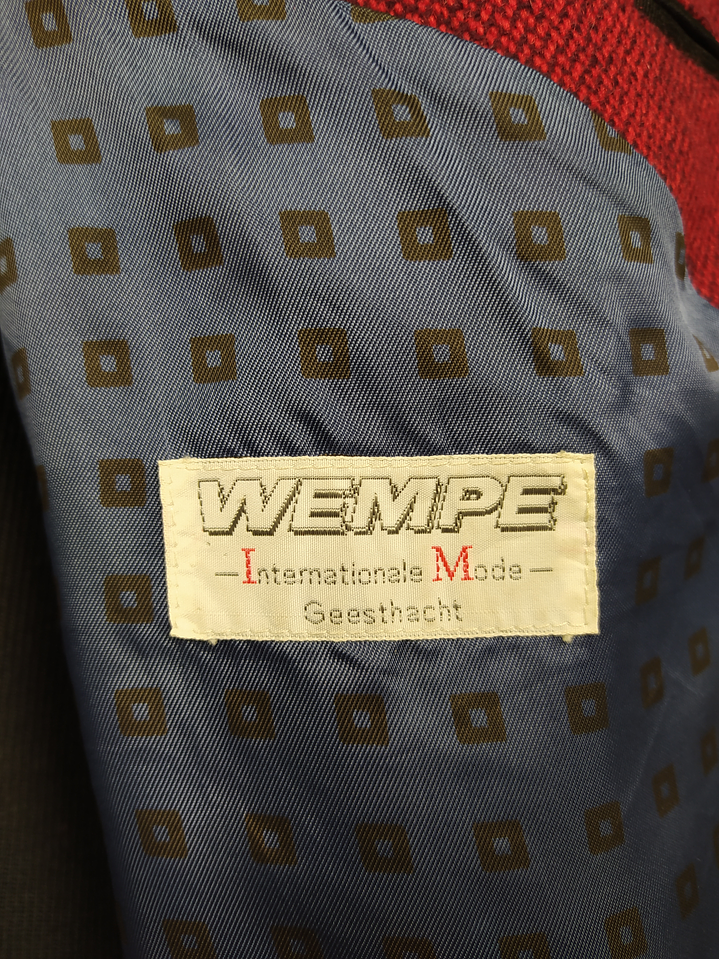 WEMPE
—Internationale Mode—
Geesthacht